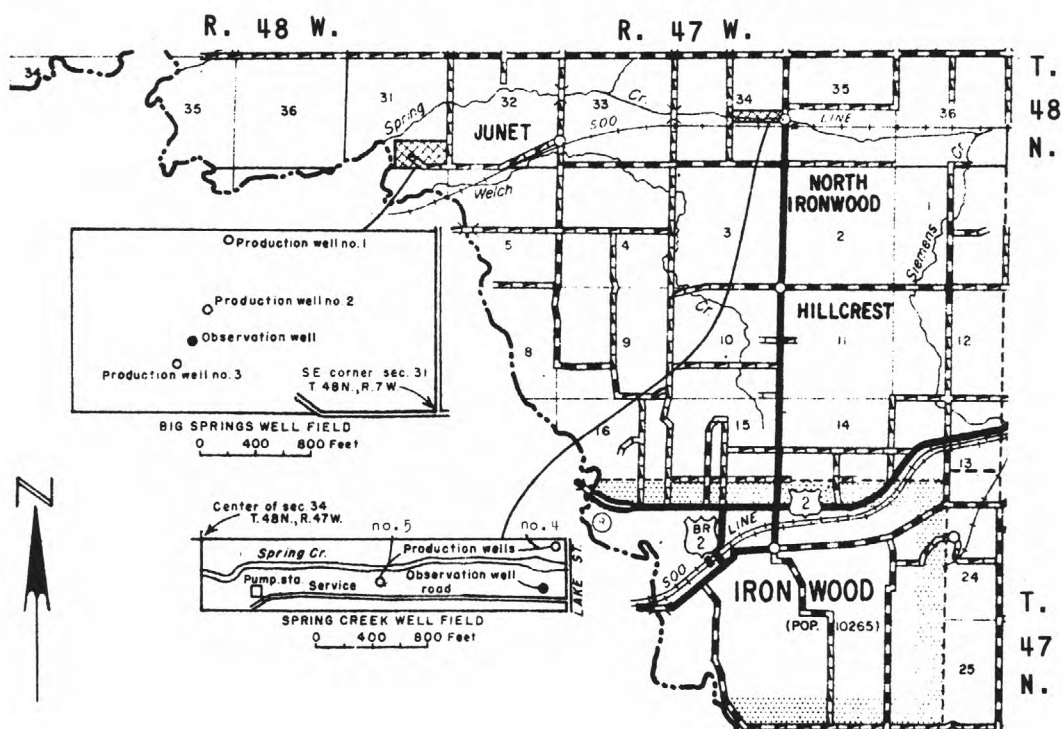 R. 48 W.
R. 47 W.
T.
48
N.
34
35
36
31
32
33
34
35
36
Spring
Cr.
JUNET
SOO
LINE
Cr.
Welch
NORTH
IRONWOOD
5
4
3
2
1
Siemens
Cr.
HILLCREST
8
9
10
11
12
16
15
14
13
Production well no. 1
Production well no. 2
Observation well
Production well no. 3
SE corner sec. 31
T. 48N., R.7W.
BIG SPRINGS WELL FIELD
0 400 800 Feet
N
Center of sec. 34
T. 48N., R.47W.
no. 5
no. 4
Production wells
Spring Cr.
Pump. sta.
Service
Observation well
road
LAKE ST.
SPRING CREEK WELL FIELD
0 400 800 Feet
2
BR
2
SOO
LINE
IRONWOOD
(POP. 10265)
24
25
T.
47
N.